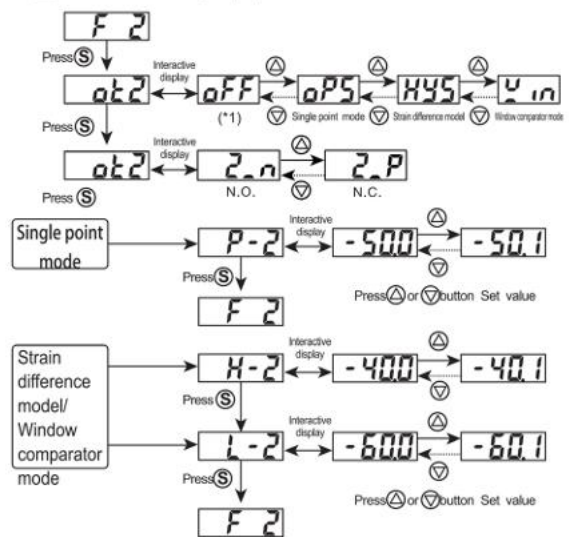 F 2
Press S
Interactive display
ot2 oFF oPS HYS Y in
(*1) Single point mode Strain difference model Window comparator mode
Press S
Interactive display
ot2 2_n 2_P
N.O. N.C.
Press S
Single point mode
Interactive display
P-2 -50.0 -50.1
Press S
Press or button Set value
F 2
Strain difference model/ Window comparator mode
Interactive display
H-2 -40.0 -40.1
Press S
Interactive display
L-2 -60.0 -60.1
Press S
Press or button Set value
F 2